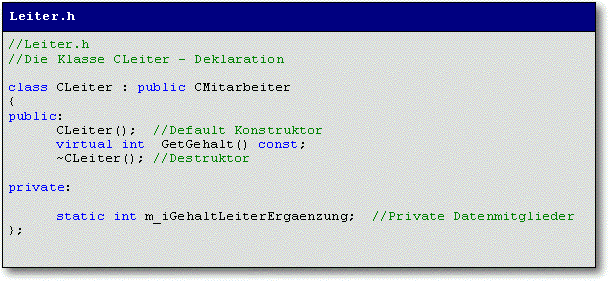 Leiter.h
//Leiter.h
//Die Klasse CLeiter - Deklaration
class CLeiter : public CMitarbeiter
{
public:
CLeiter(); //Default Konstruktor
virtual int GetGehalt() const;
~CLeiter(); //Destruktor
private:
static int m_iGehaltLeiterErgaenzung; //Private Datenmitglieder
};